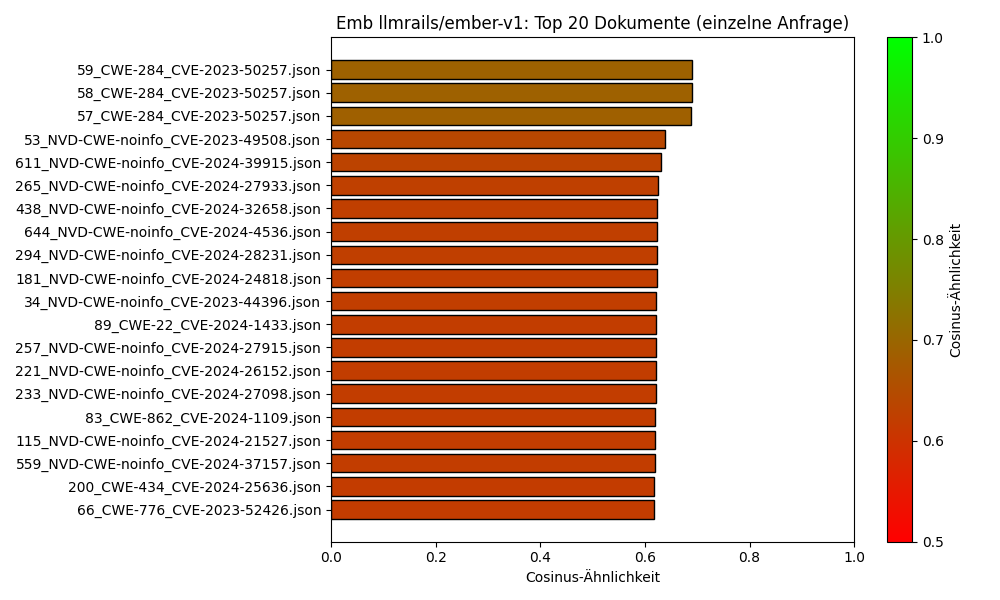 Emb llmrails/ember-v1: Top 20 Dokumente (einzelne Anfrage)
59_CWE-284_CVE-2023-50257.json
58_CWE-284_CVE-2023-50257.json
57_CWE-284_CVE-2023-50257.json
53_NVD-CWE-noinfo_CVE-2023-49508.json
611_NVD-CWE-noinfo_CVE-2024-39915.json
265_NVD-CWE-noinfo_CVE-2024-27933.json
438_NVD-CWE-noinfo_CVE-2024-32658.json
644_NVD-CWE-noinfo_CVE-2024-4536.json
294_NVD-CWE-noinfo_CVE-2024-28231.json
181_NVD-CWE-noinfo_CVE-2024-24818.json
34_NVD-CWE-noinfo_CVE-2023-44396.json
89_CWE-22_CVE-2024-1433.json
257_NVD-CWE-noinfo_CVE-2024-27915.json
221_NVD-CWE-noinfo_CVE-2024-26152.json
233_NVD-CWE-noinfo_CVE-2024-27098.json
83_CWE-862_CVE-2024-1109.json
115_NVD-CWE-noinfo_CVE-2024-21527.json
559_NVD-CWE-noinfo_CVE-2024-37157.json
200_CWE-434_CVE-2024-25636.json
66_CWE-776_CVE-2023-52426.json
0.0 0.2 0.4 0.6 0.8 1.0
Cosinus-Ähnlichkeit
1.0
0.9
0.8
0.7
0.6
0.5
Cosinus-Ähnlichkeit